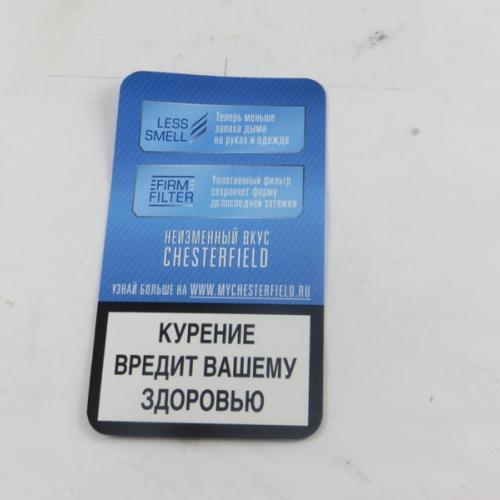 LESS
SMELL
Теперь меньше
запаха дыма
на руках и одежде
FIRM
FILTER
Уплотненный фильтр
сохраняет форму
до последней затяжки
НЕИЗМЕННЫЙ ВКУС
CHESTERFIELD
УЗНАЙ БОЛЬШЕ НА WWW.MYCHESTERFIELD.RU
КУРЕНИЕ
ВРЕДИТ ВАШЕМУ
ЗДОРОВЬЮ